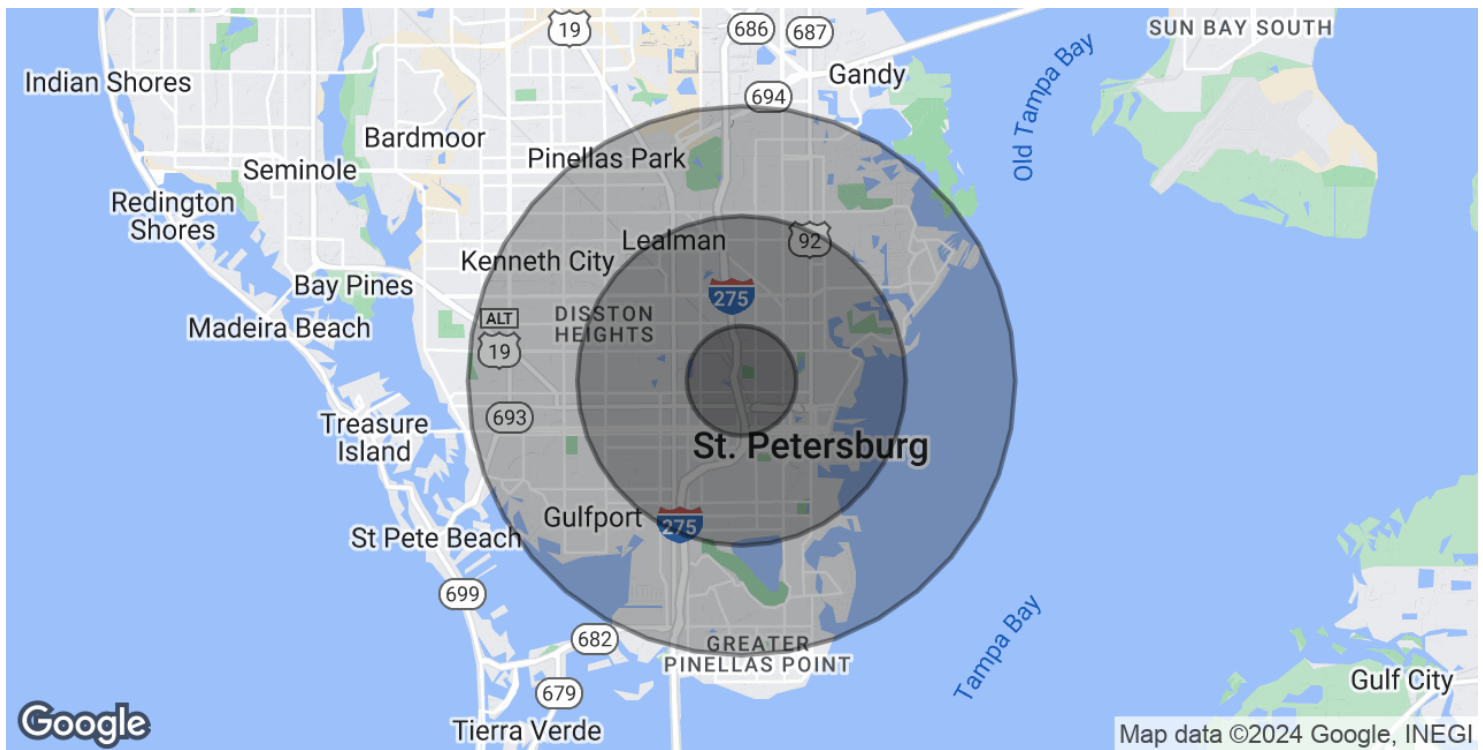 19
686
687
SUN BAY SOUTH
Indian Shores
Gandy
694
Old Tampa Bay
Bardmoor
Pinellas Park
Seminole
Redington
Shores
Lealman
92
Kenneth City
Bay Pines
275
Madeira Beach
DISSTON
HEIGHTS
ALT
19
693
Treasure
Island
St. Petersburg
Gulfport
275
St Pete Beach
699
682
GREATER
PINELLAS POINT
Tampa Bay
679
Gulf City
Tierra Verde
Google
Map data ©2024 Google, INEGI